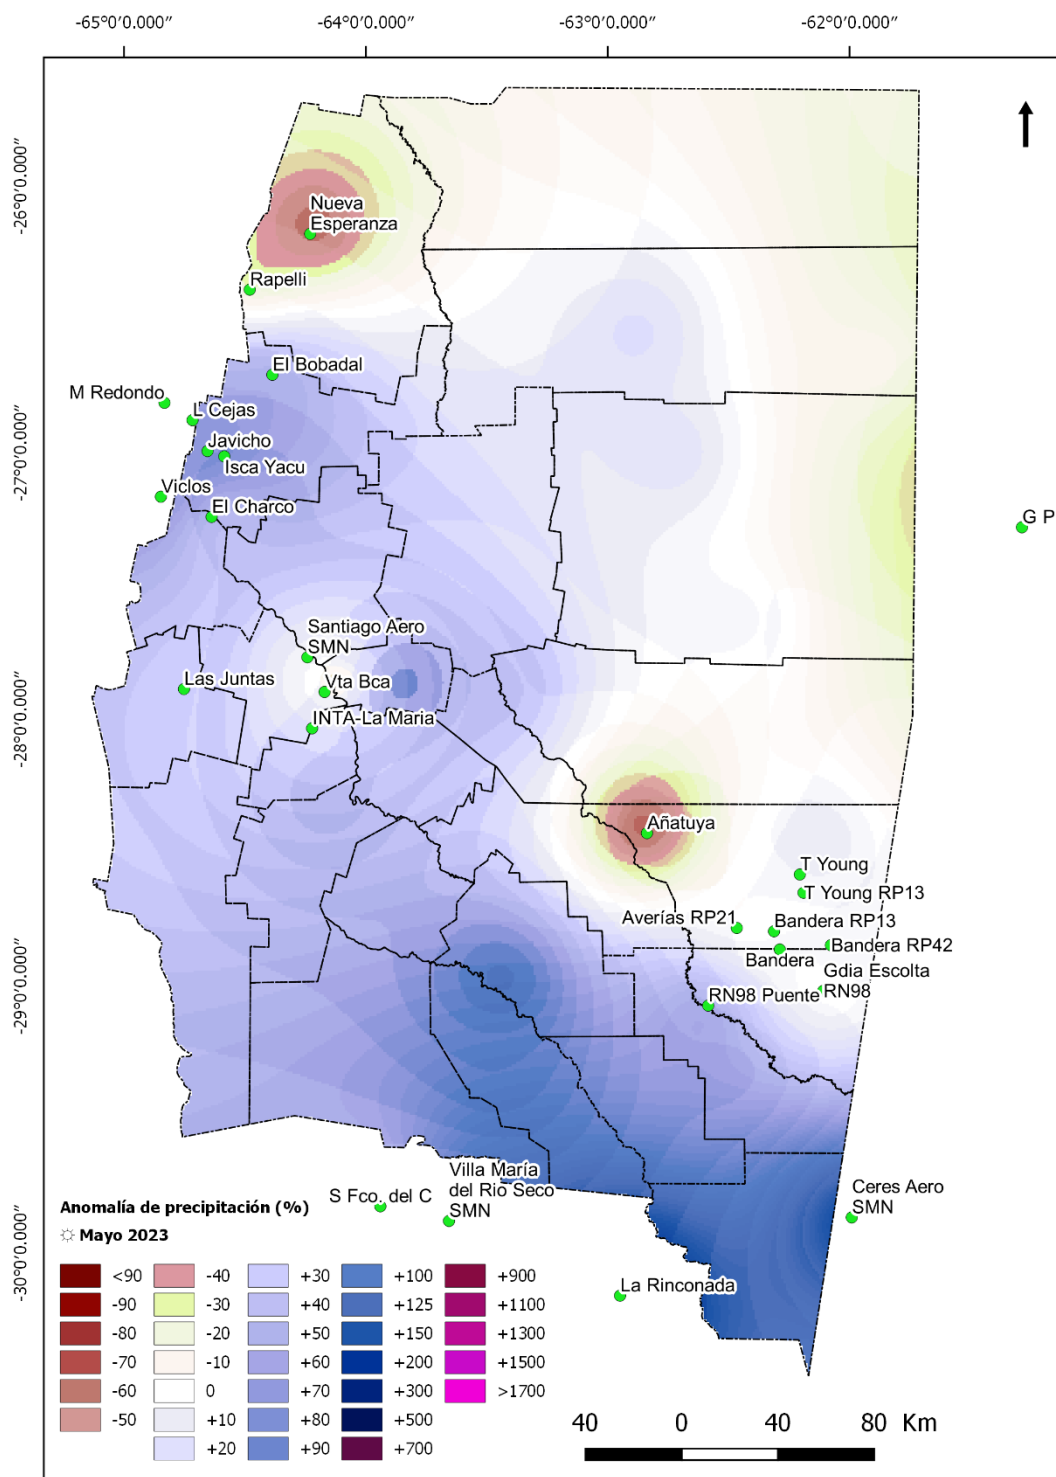 -65°0′0.000″
-64°0′0.000″
-63°0′0.000″
-62°0′0.000″
-26°0′0.000″
-27°0′0.000″
-28°0′0.000″
-29°0′0.000″
-30°0′0.000″
Nueva
Esperanza
Rapelli
El Bobadal
M Redondo
L Cejas
Javicho
Isca Yacu
Viclos
El Charco
G P
Santiago Aero
SMN
Las Juntas
Vta Bca
INTA-La Maria
Añatuya
T Young
T Young RP13
Averías RP21
Bandera RP13
Bandera RP42
Bandera
Gdia Escolta
RN98
RN98 Puente
Villa María
del Rio Seco
SMN
S Fco. del C
Ceres Aero
SMN
La Rinconada
Anomalía de precipitación (%)
Mayo 2023
<90
-90
-80
-70
-60
-50
-40
-30
-20
-10
0
+10
+20
+30
+40
+50
+60
+70
+80
+90
+100
+125
+150
+200
+300
+500
+700
+900
+1100
+1300
+1500
>1700
40 0 40 80 Km